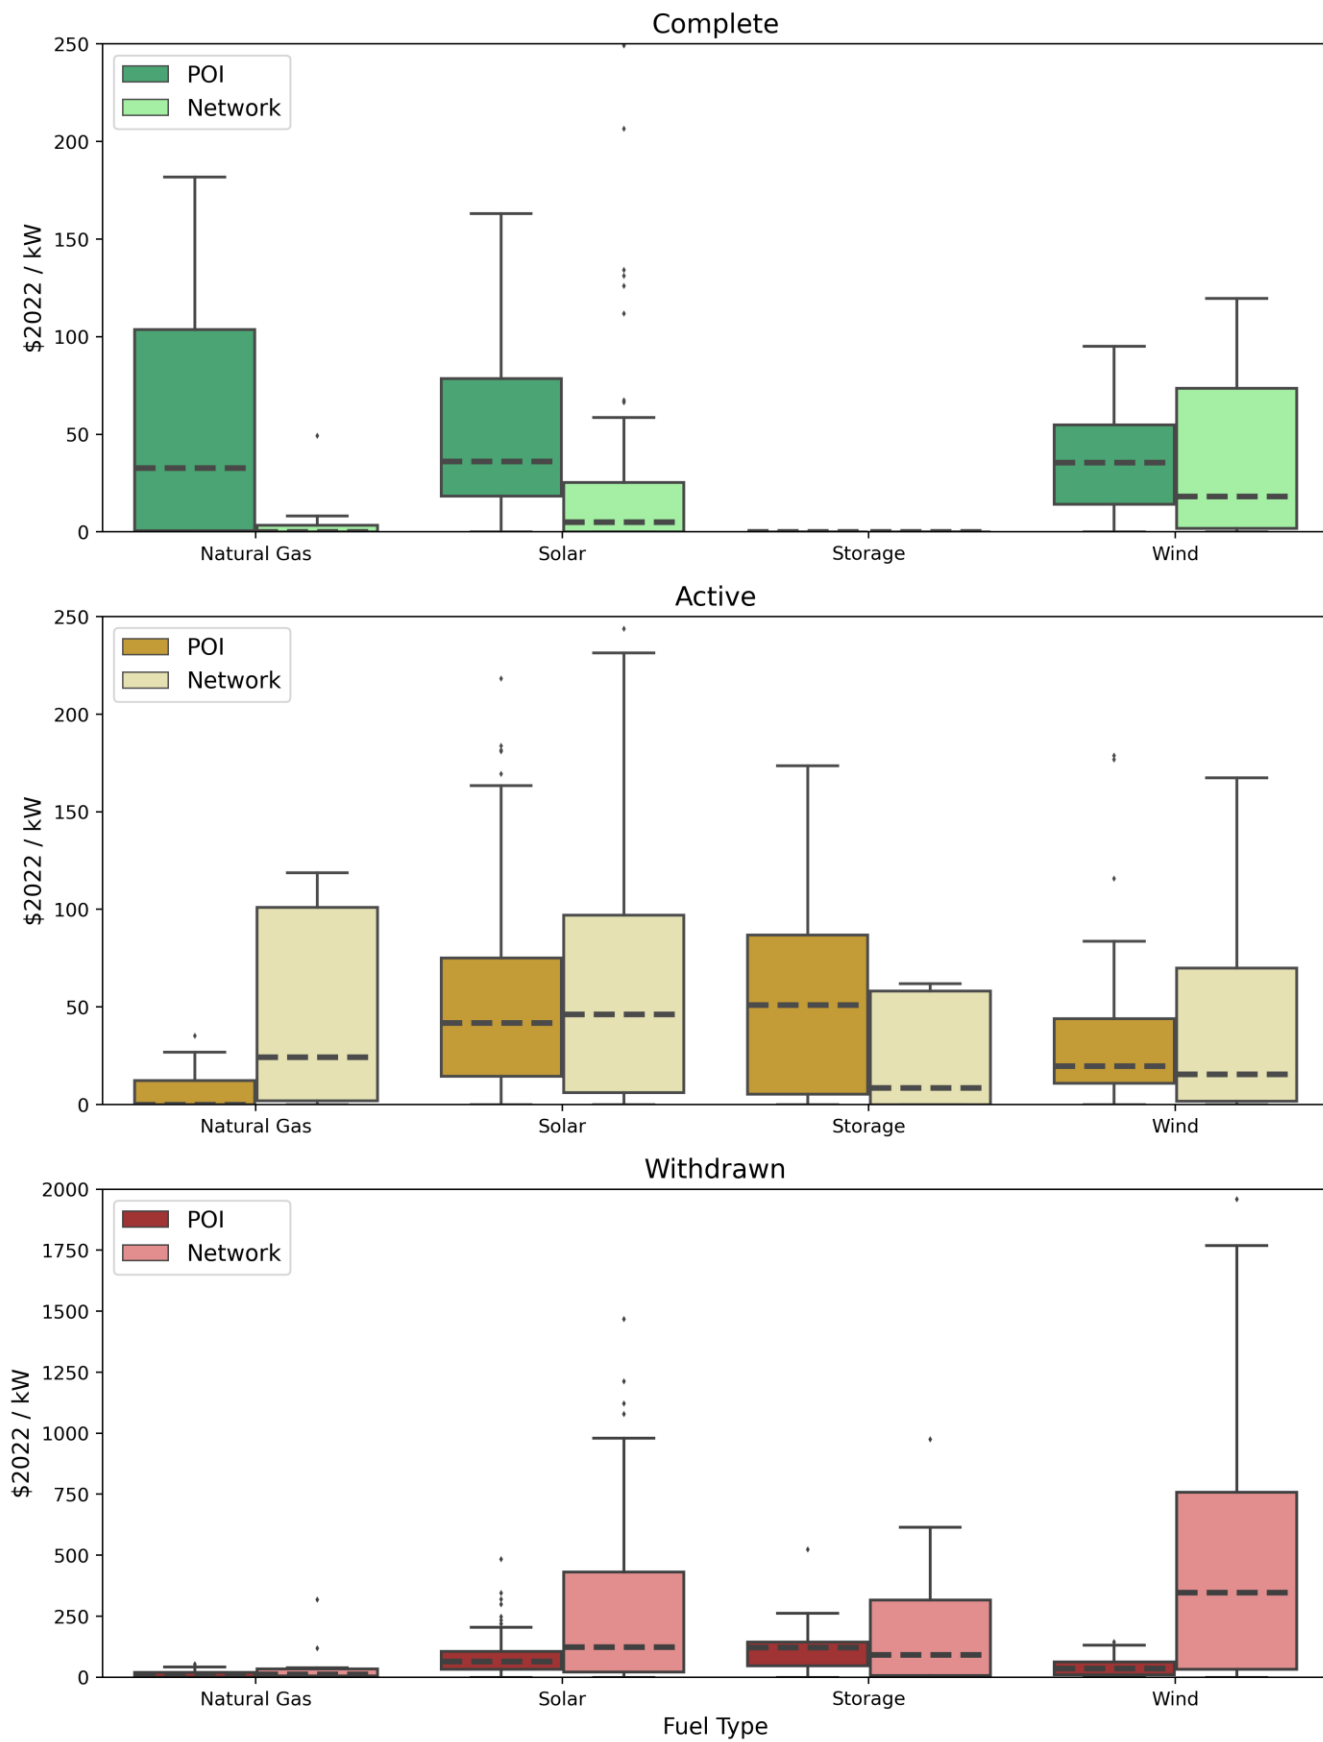 Complete
250
200
150
100
50
0
$2022 / kW
POI
Network
Natural Gas
Solar
Storage
Wind
Active
250
200
150
100
50
0
$2022 / kW
POI
Network
Natural Gas
Solar
Storage
Wind
Withdrawn
2000
1750
1500
1250
1000
750
500
250
0
$2022 / kW
POI
Network
Natural Gas
Solar
Storage
Wind
Fuel Type